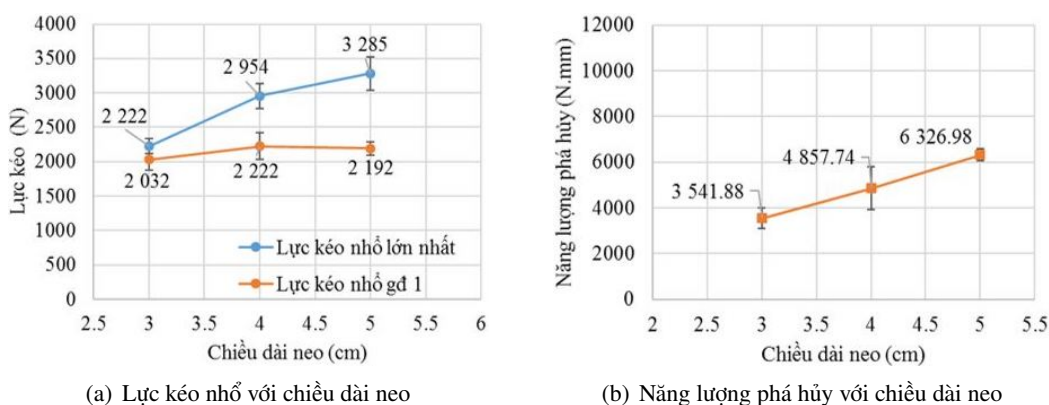 4000
3500
3000
2500
2000
1500
1000
500
0
Lực kéo (N)
2 222
2 954
3 285
2 032
2 222
2 192
Lực kéo nhổ lớn nhất
Lực kéo nhổ gđ 1
2.5 3 3.5 4 4.5 5 5.5 6
Chiều dài neo (cm)
(a) Lực kéo nhổ với chiều dài neo
12000
10000
8000
6000
4000
2000
0
Năng lượng phá hủy (N.mm)
3 541.88
4 857.74
6 326.98
2 2.5 3 3.5 4 4.5 5 5.5
Chiều dài neo (cm)
(b) Năng lượng phá hủy với chiều dài neo